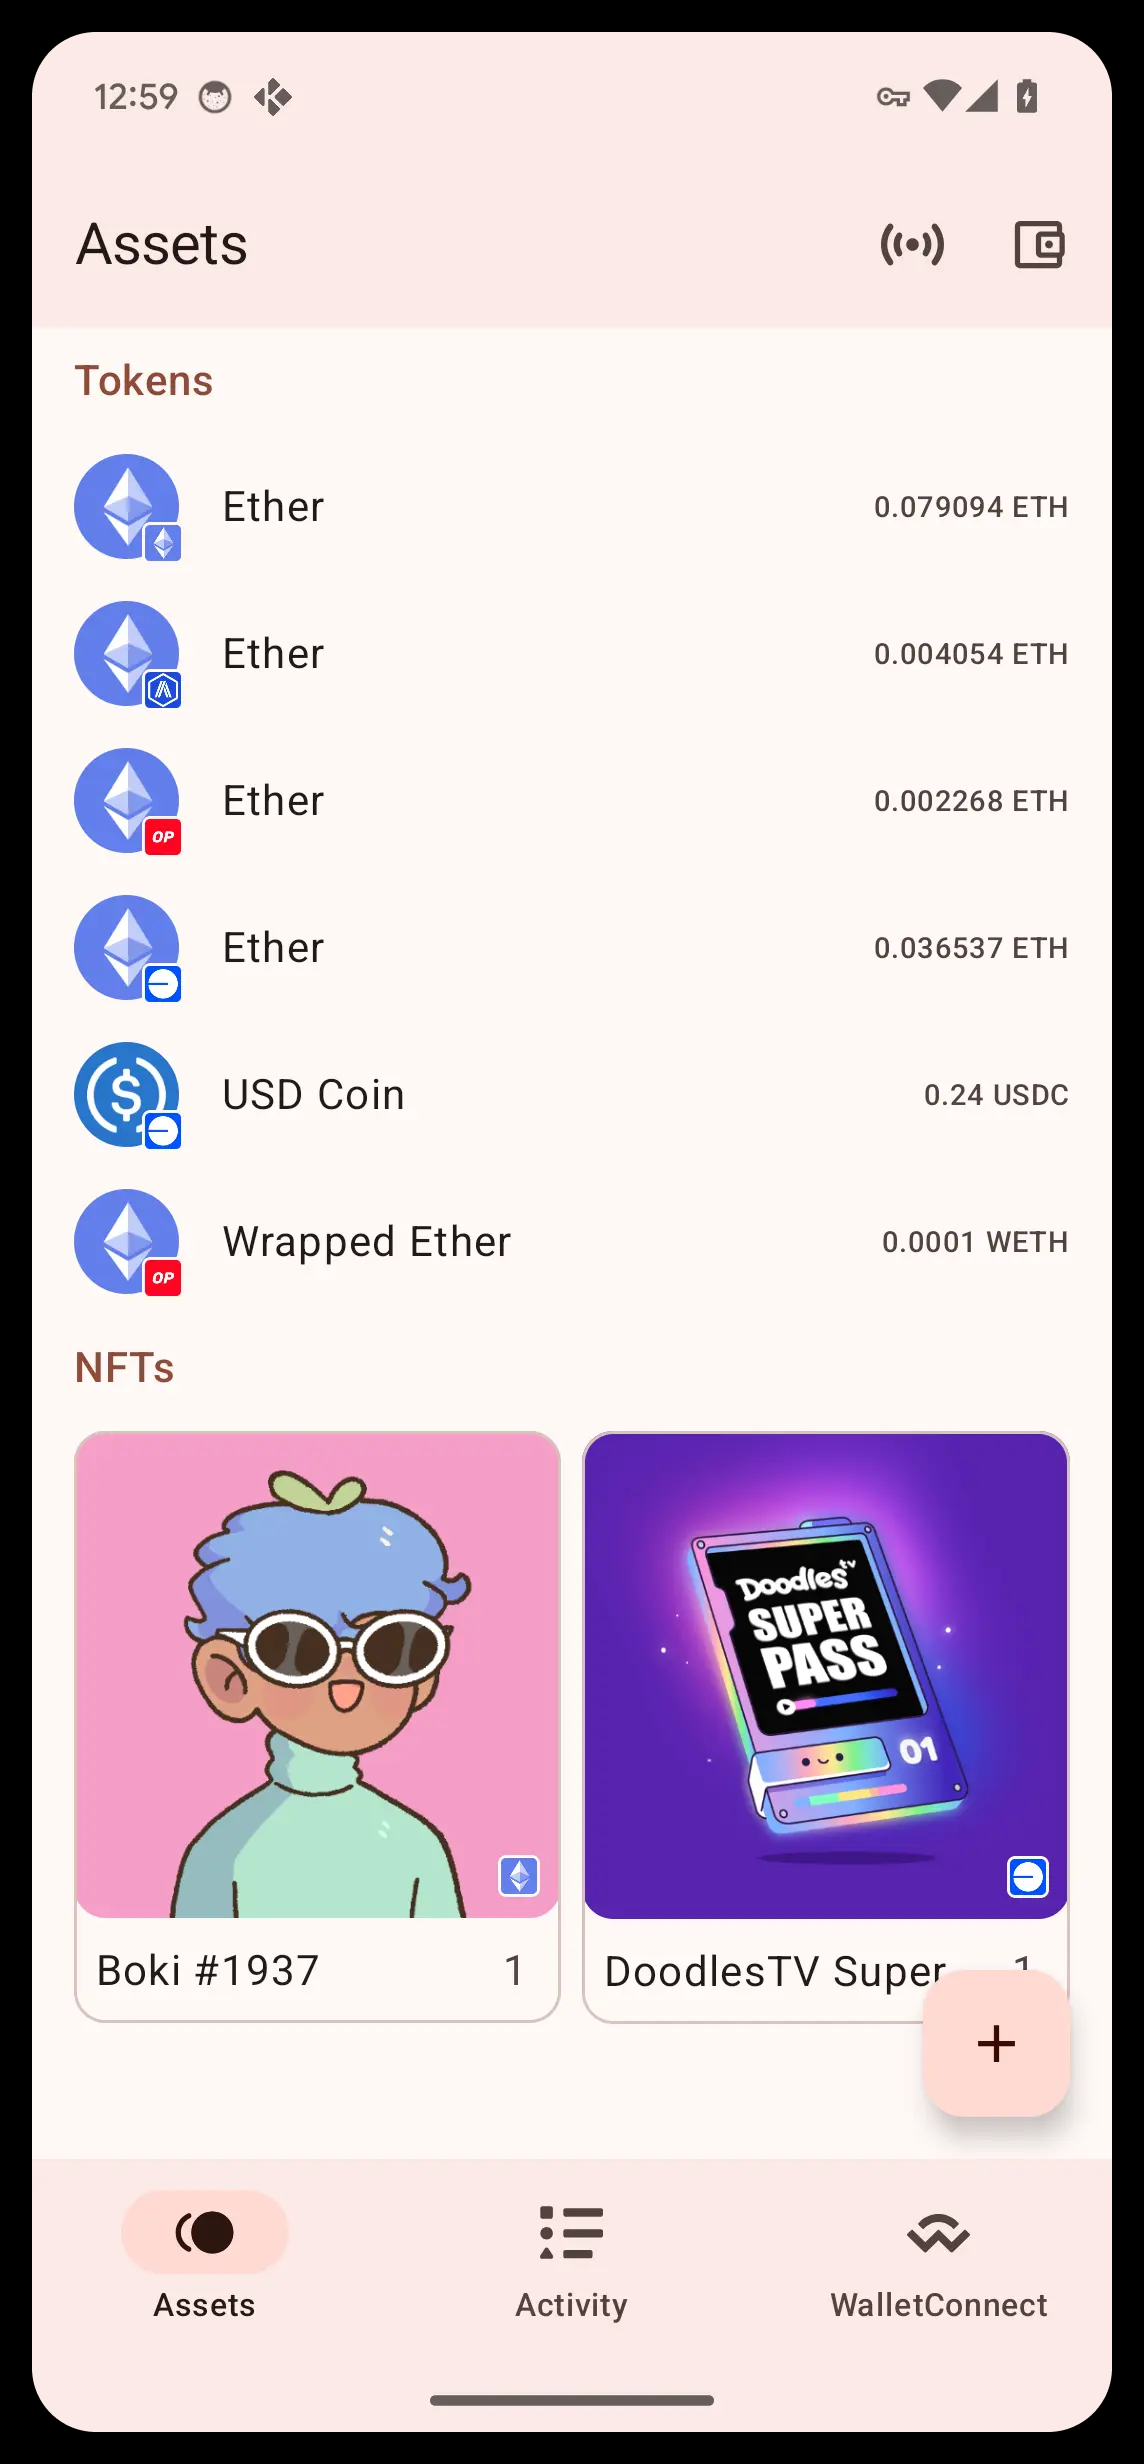 12:59
Assets
Tokens
Ether 0.079094 ETH
Ether 0.004054 ETH
OP
Ether 0.002268 ETH
Ether 0.036537 ETH
USD Coin 0.24 USDC
OP
Wrapped Ether 0.0001 WETH
NFTs
Doodles tv
SUPER
PASS
01
Boki #1937 1
DoodlesTV Super 1
Assets
Activity
WalletConnect